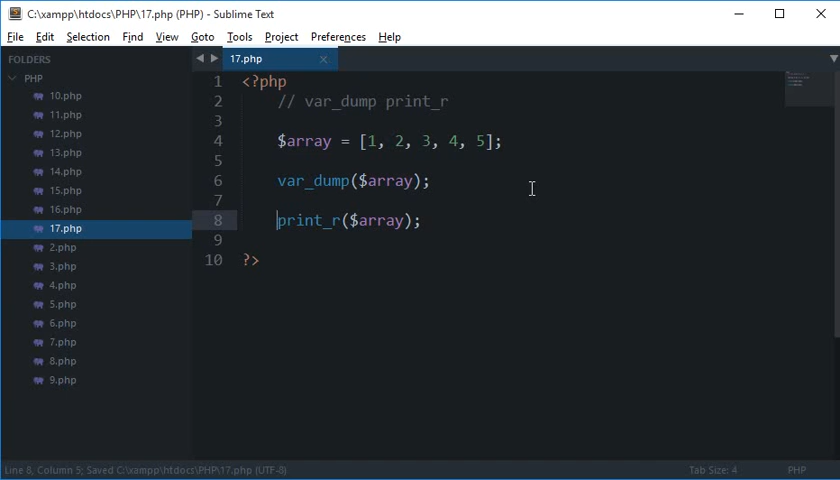 C:\xampp\htdocs\PHP\17.php (PHP) - Sublime Text
File Edit Selection Find View Goto Tools Project Preferences Help
FOLDERS
PHP
10.php
11.php
12.php
13.php
14.php
15.php
16.php
17.php
2.php
3.php
4.php
5.php
6.php
7.php
8.php
9.php
17.php
1 <?php
2 // var_dump print_r
3
4 $array = [1, 2, 3, 4, 5];
5
6 var_dump($array);
7
8 print_r($array);
9
10 ?>
Line 8, Column 5; Saved C:\xampp\htdocs\PHP\17.php (UTF-8)
Tab Size: 4
PHP